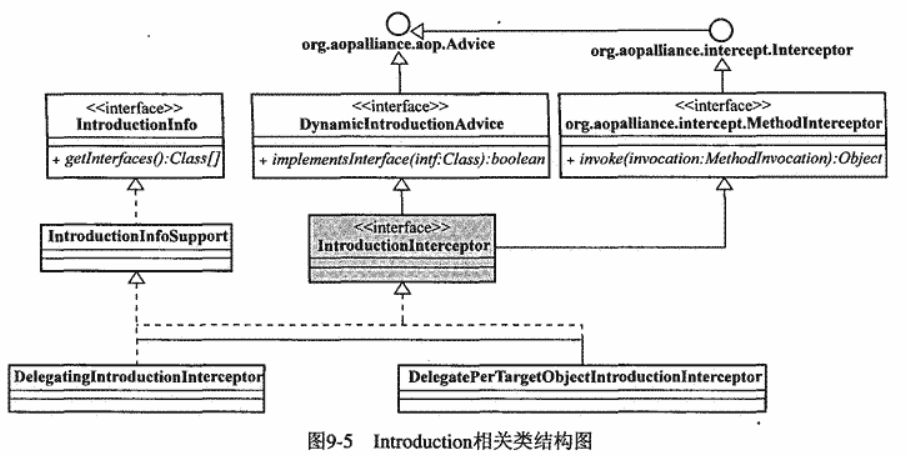 org.aopalliance.aop.Advice
org.aopalliance.intercept.Interceptor
<<interface>>
IntroductionInfo
+ getInterfaces():Class[]
<<interface>>
DynamicIntroductionAdvice
+ implementsInterface(intf:Class):boolean
<<interface>>
org.aopalliance.intercept.MethodInterceptor
+ invoke(invocation:MethodInvocation):Object
IntroductionInfoSupport
<<interface>>
IntroductionInterceptor
DelegatingIntroductionInterceptor
DelegatePerTargetObjectIntroductionInterceptor
图9-5 Introduction相关类结构图